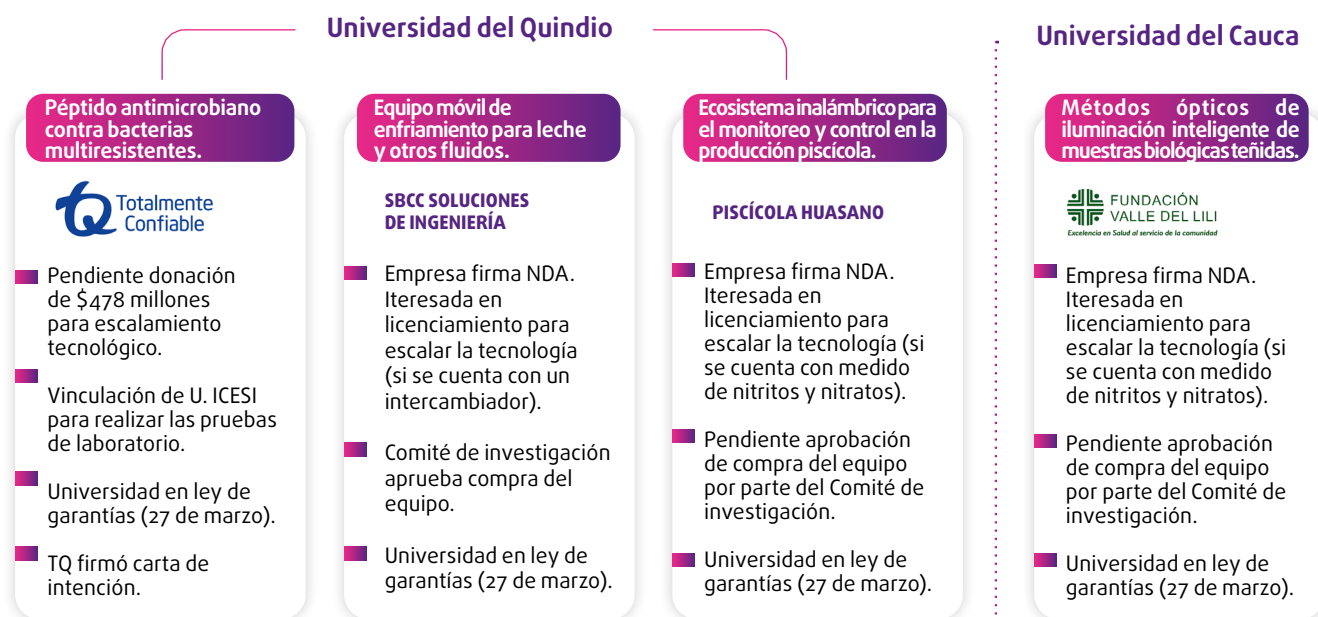 Universidad del Quindio
Péptido antimicrobiano
contra bacterias
multiresistentes.
TQ Totalmente
Confiable
Pendiente donación
de $478 millones
para escalamiento
tecnológico.
Vinculación de U. ICESI
para realizar las pruebas
de laboratorio.
Universidad en ley de
garantías (27 de marzo).
TQ firmó carta de
intención.
Equipo móvil de
enfriamiento para leche
y otros fluidos.
SBCC SOLUCIONES
DE INGENIERÍA
Empresa firma NDA.
Iteresada en
licenciamiento para
escalar la tecnología
(si se cuenta con un
intercambiador).
Comité de investigación
aprueba compra del
equipo.
Universidad en ley de
garantías (27 de marzo).
Ecosistema inalámbrico para
el monitoreo y control en la
producción piscícola.
PISCÍCOLA HUASANO
Empresa firma NDA.
Iteresada en
licenciamiento para
escalar la tecnología (si
se cuenta con medido
de nitritos y nitratos).
Pendiente aprobación
de compra del equipo
por parte del Comité de
investigación.
Universidad en ley de
garantías (27 de marzo).
Universidad del Cauca
Métodos ópticos de
iluminación inteligente de
muestras biológicas teñidas.
FUNDACIÓN
VALLE DEL LILI
Excelencia en Salud al servicio de la comunidad
Empresa firma NDA.
Iteresada en
licenciamiento para
escalar la tecnología (si
se cuenta con medido
de nitritos y nitratos).
Pendiente aprobación
de compra del equipo
por parte del Comité de
investigación.
Universidad en ley de
garantías (27 de marzo).